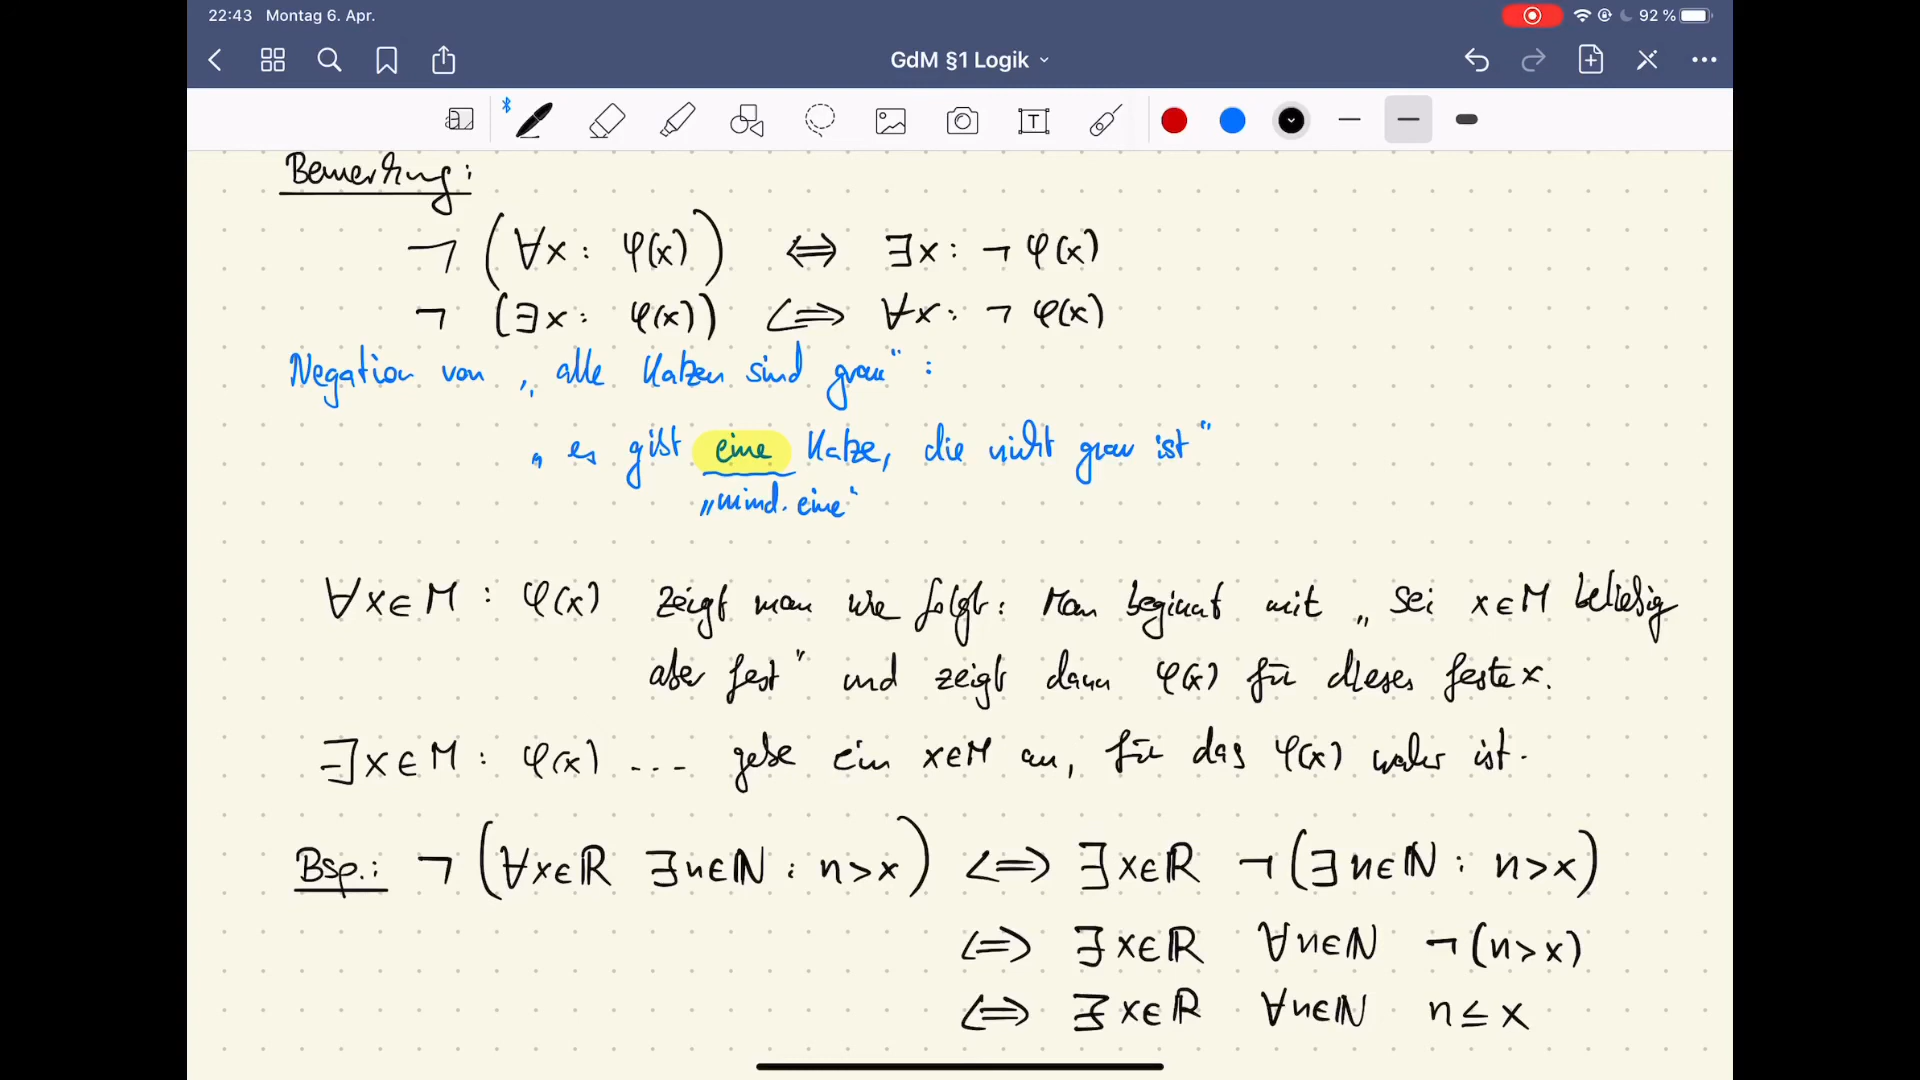 22:43 Montag 6. Apr.
92 %
GdM §1 Logik
Bemerkung:
¬ (∀x : φ(x)) ⇔ ∃x : ¬ φ(x)
¬ (∃x : φ(x)) ⇔ ∀x : ¬ φ(x)
Negation von „alle Katzen sind grau“ :
„es gibt eine Katze, die nicht grau ist“
„mind. eine“
∀x∈M : φ(x) zeigt man wie folgt: Man beginnt mit „Sei x∈M beliebig
aber fest“ und zeigt dann φ(x) für dieses feste x.
∃x∈M : φ(x) ... gebe ein x∈M an, für das φ(x) wahr ist.
Bsp.: ¬ (∀x∈ℝ ∃n∈ℕ : n>x) ⇔ ∃x∈ℝ ¬(∃n∈ℕ : n>x)
⇔ ∃x∈ℝ ∀n∈ℕ ¬(n>x)
⇔ ∃x∈ℝ ∀n∈ℕ n≤x